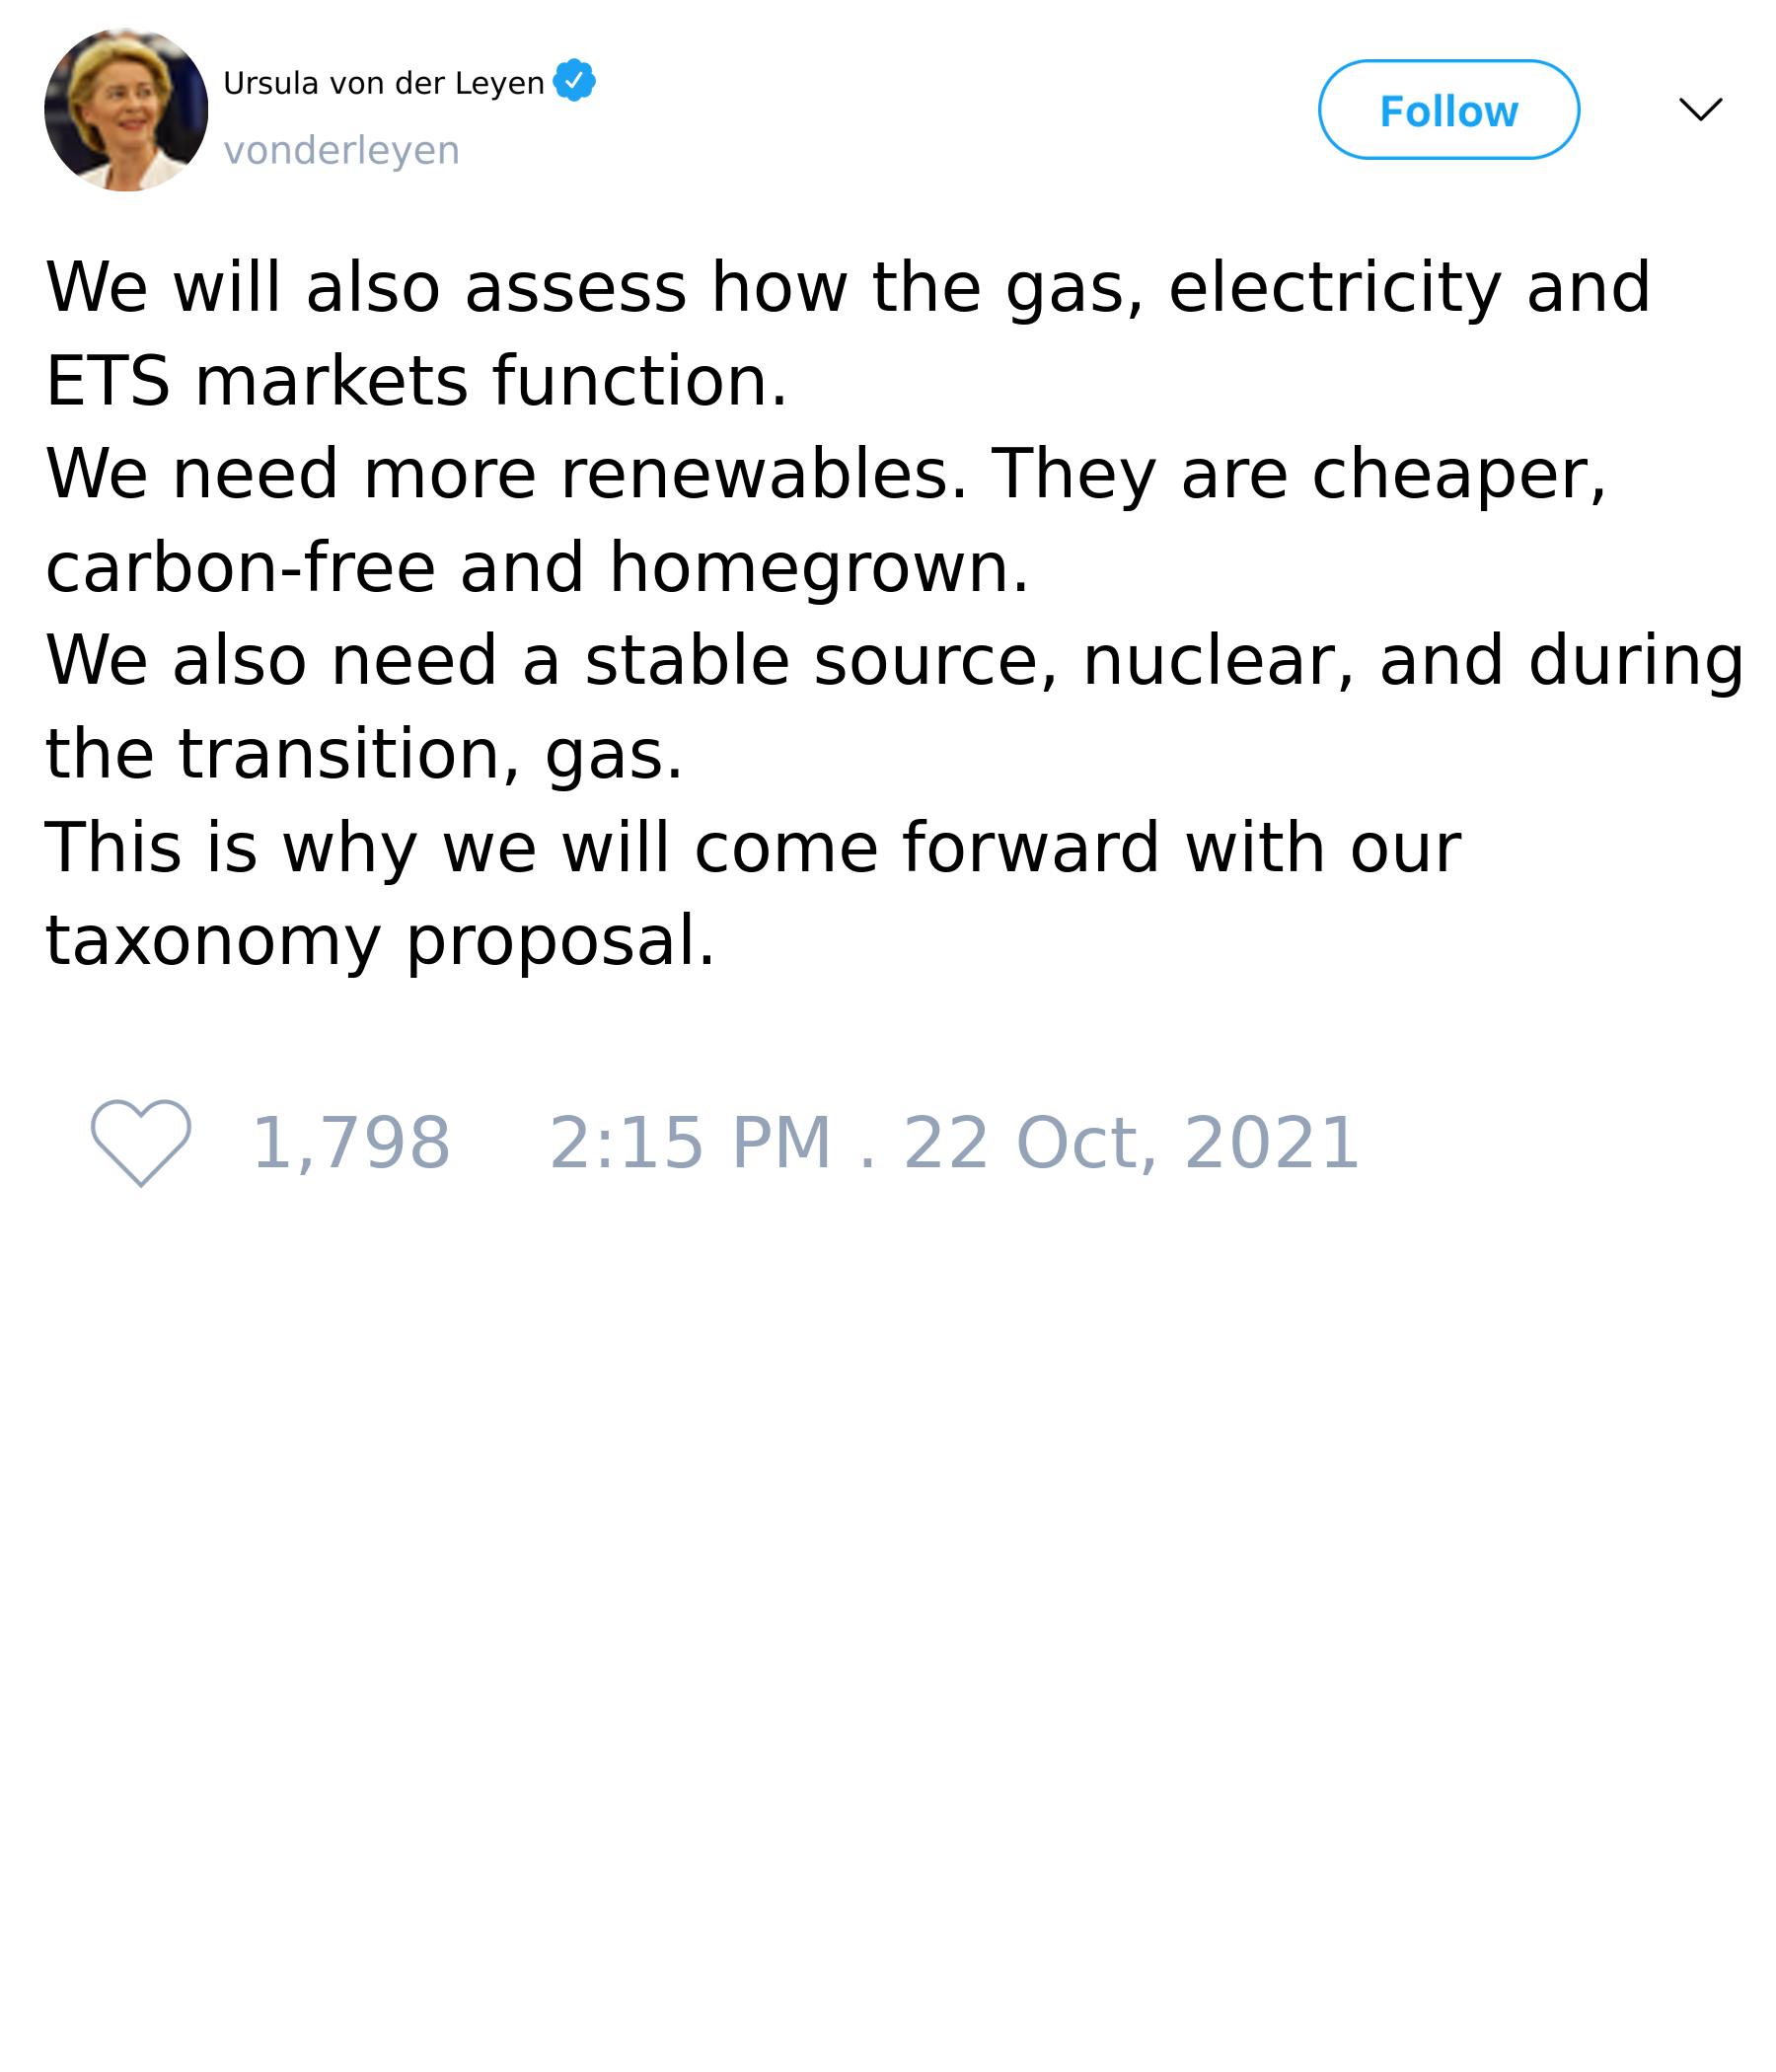 Ursula von der Leyen
vonderleyen
Follow
We will also assess how the gas, electricity and
ETS markets function.
We need more renewables. They are cheaper,
carbon-free and homegrown.
We also need a stable source, nuclear, and during
the transition, gas.
This is why we will come forward with our
taxonomy proposal.
1,798 2:15 PM . 22 Oct, 2021